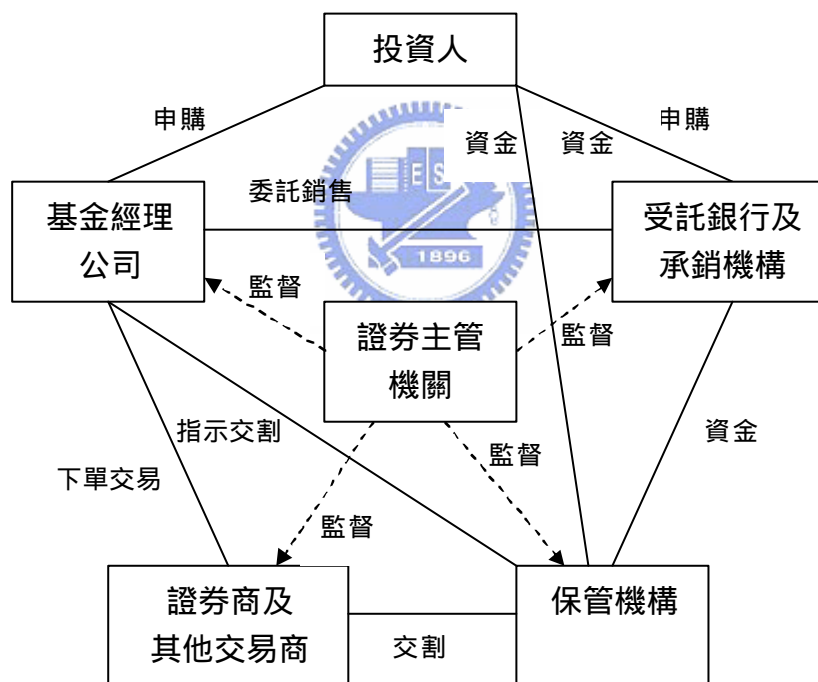 投資人
申購
資金
資金
申購
委託銷售
基金經理
公司
受託銀行及
承銷機構
ES
1896
監督
監督
證券主管
機關
指示交割
資金
監督
下單交易
監督
證券商及
其他交易商
保管機構
交割